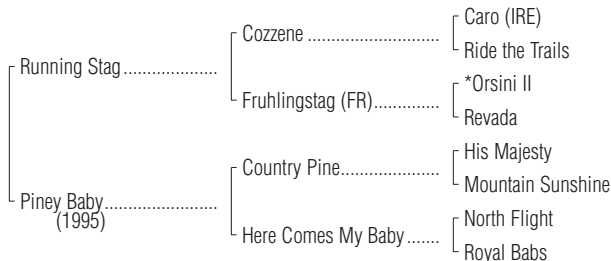 Caro (IRE)
Cozzene ............................
Ride the Trails
Running Stag....................
*Orsini II
Fruhlingstag (FR)..............
Revada
His Majesty
Country Pine.....................
Mountain Sunshine
Piney Baby........................
(1995)
North Flight
Here Comes My Baby .......
Royal Babs